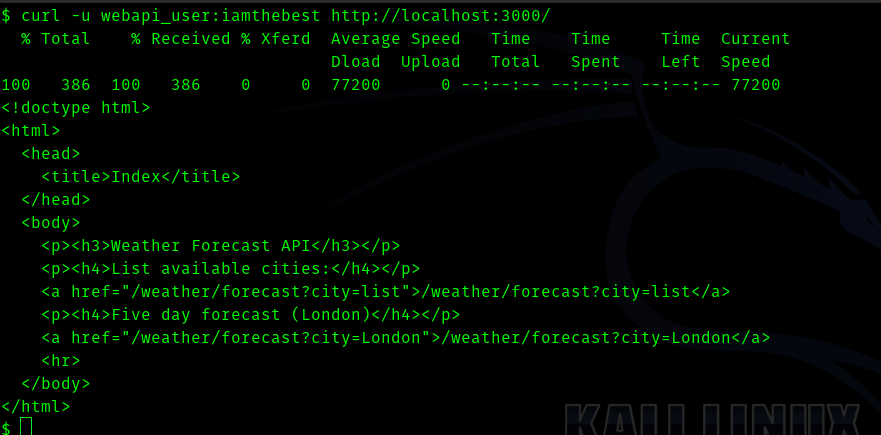 $ curl -u webapi_user:iamthebest http://localhost:3000/
  % Total    % Received % Xferd  Average Speed   Time    Time     Time  Current
                                 Dload  Upload   Total   Spent    Left  Speed
100   386  100   386    0     0  77200      0 --:--:-- --:--:-- --:--:-- 77200
<!doctype html>
<html>
  <head>
    <title>Index</title>
  </head>
  <body>
    <p><h3>Weather Forecast API</h3></p>
    <p><h4>List available cities:</h4></p>
    <a href="/weather/forecast?city=list">/weather/forecast?city=list</a>
    <p><h4>Five day forecast (London)</h4></p>
    <a href="/weather/forecast?city=London">/weather/forecast?city=London</a>
    <hr>
  </body>
</html>
$
KALI LINUX